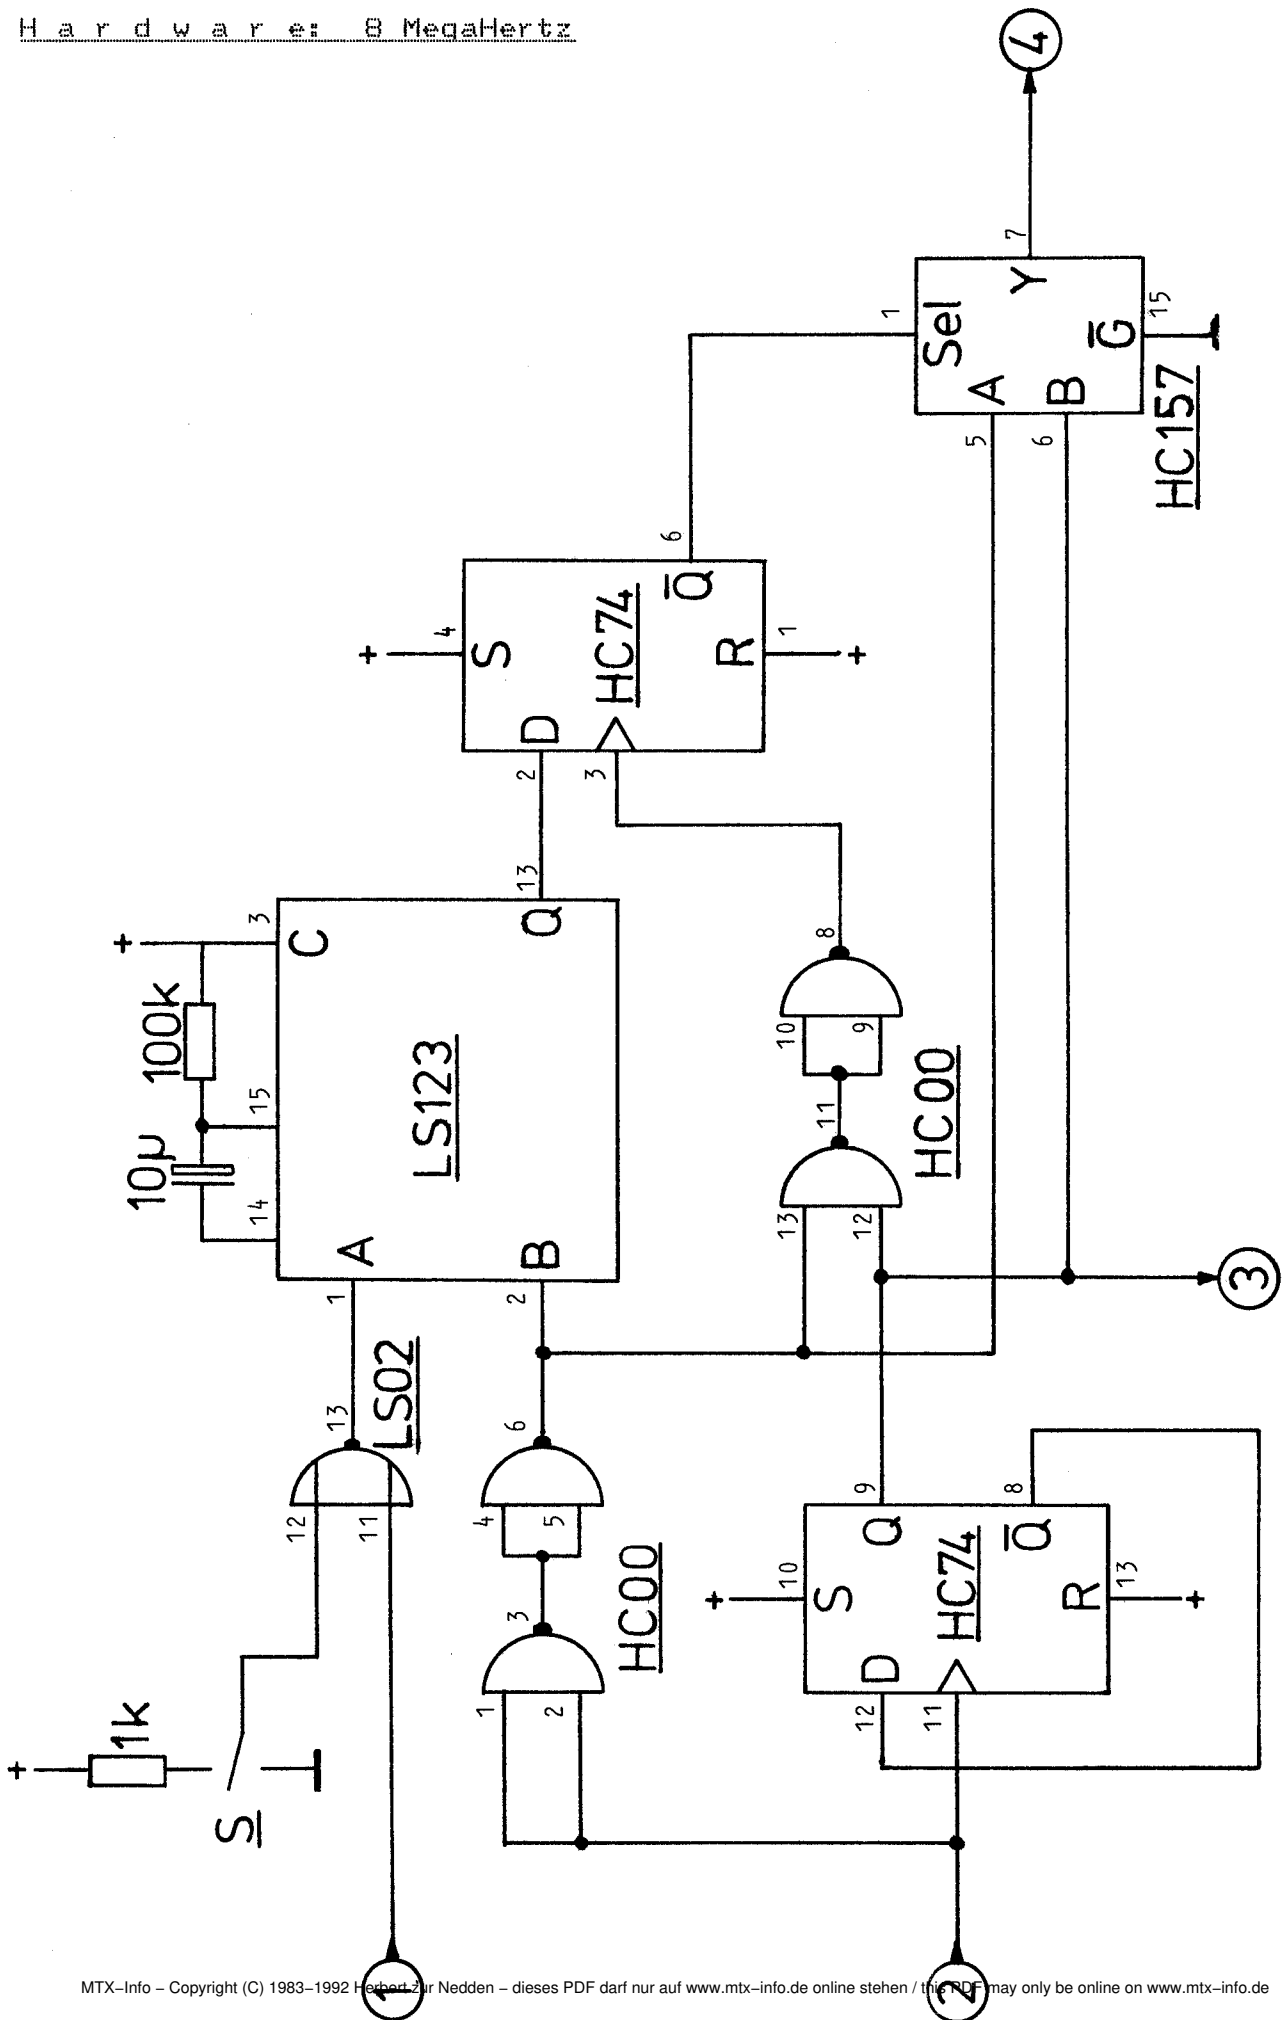 H a r d w a r e: 8 MegaHertz
4
7
Y
1
Sel
A
B
G
15
5
6
HC157
6
Q
4
S
+
HC74
R
1
+
D
2
3
13
Q
+
3
C
100k
15
10µ
14
LS123
A
B
1
2
8
10
9
11
HC00
13
12
3
LS02
13
12
11
6
4
5
3
HC00
1
2
9
8
Q
Q
10
S
+
HC74
R
13
+
D
12
11
+
1k
S
1
2
MTX–Info – Copyright (C) 1983–1992 Herbert zur Nedden – dieses PDF darf nur auf www.mtx–info.de online stehen / this PDF may only be online on www.mtx–info.de